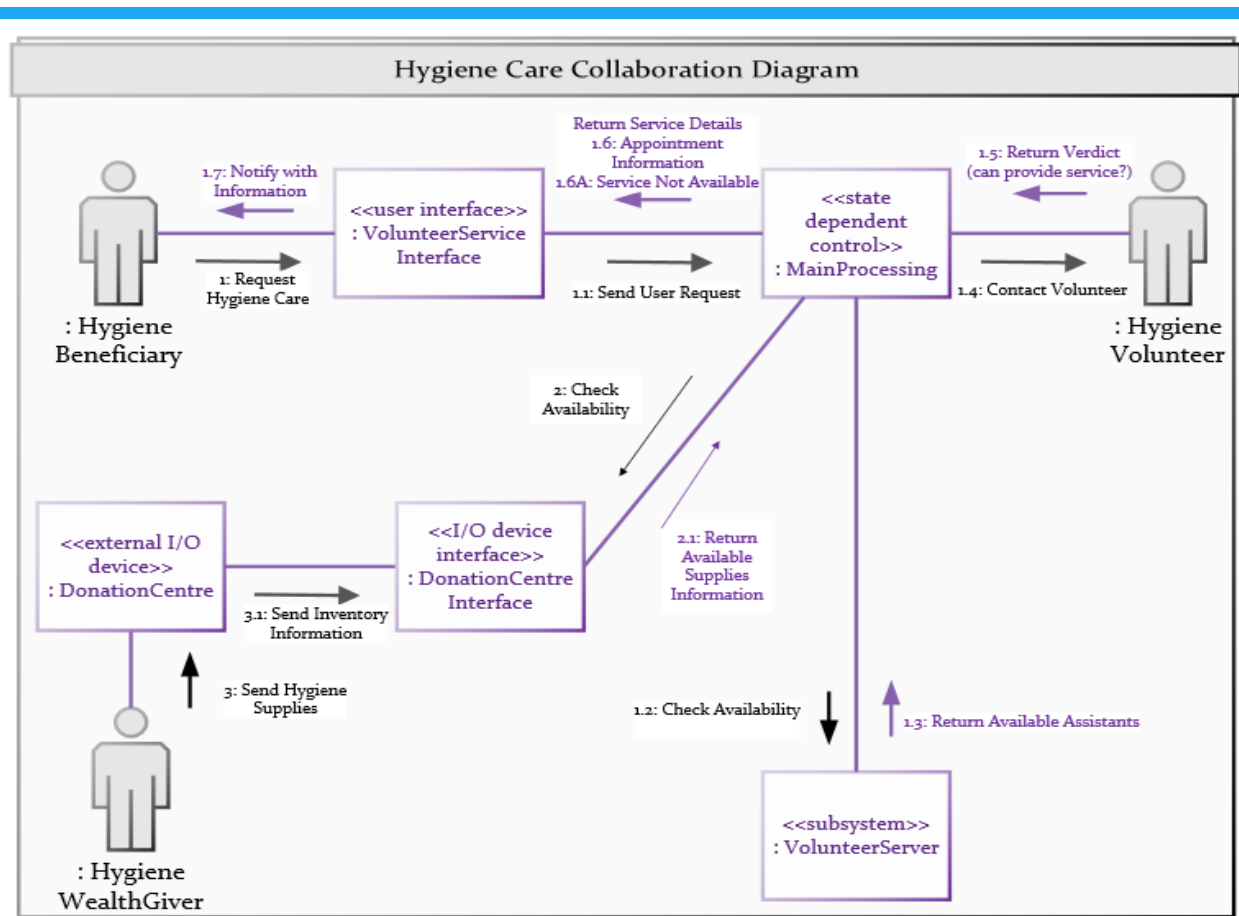 Hygiene Care Collaboration Diagram
Return Service Details
1.6: Appointment
Information
1.6A: Service Not Available
1.7: Notify with
Information
1.5: Return Verdict
(can provide service?)
<<user interface>>
: VolunteerService
Interface
<<state
dependent
control>>
: MainProcessing
1: Request
Hygiene Care
1.1: Send User Request
1.4: Contact Volunteer
: Hygiene
Beneficiary
: Hygiene
Volunteer
2: Check
Availability
<<external I/O
device>>
: DonationCentre
<<I/O device
interface>>
: DonationCentre
Interface
2.1: Return
Available
Supplies
Information
3.1: Send Inventory
Information
3: Send Hygiene
Supplies
1.2: Check Availability
1.3: Return Available Assistants
<<subsystem>>
: VolunteerServer
: Hygiene
WealthGiver